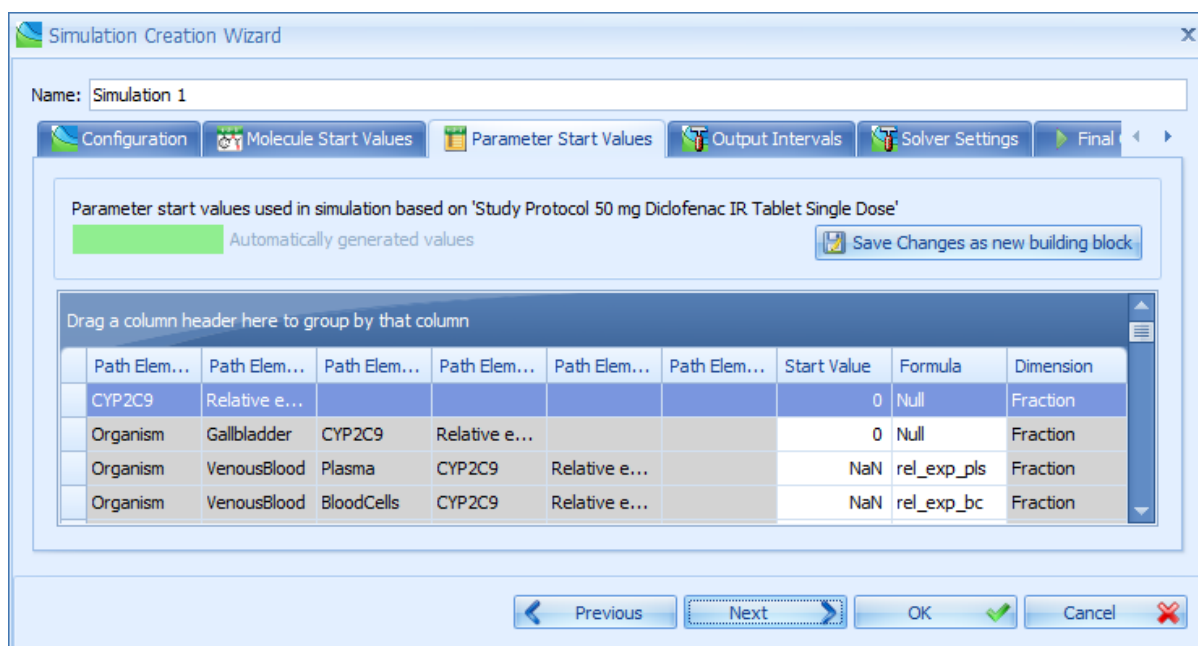 Simulation Creation Wizard
Name: Simulation 1
Configuration Molecule Start Values Parameter Start Values Output Intervals Solver Settings Final
Parameter start values used in simulation based on 'Study Protocol 50 mg Diclofenac IR Tablet Single Dose'
Automatically generated values Save Changes as new building block
Drag a column header here to group by that column
Path Elem... Path Elem... Path Elem... Path Elem... Path Elem... Path Elem... Start Value Formula Dimension
CYP2C9 Relative e... 0 Null Fraction
Organism Gallbladder CYP2C9 Relative e... 0 Null Fraction
Organism VenousBlood Plasma CYP2C9 Relative e... NaN rel_exp_pls Fraction
Organism VenousBlood BloodCells CYP2C9 Relative e... NaN rel_exp_bc Fraction
Previous Next OK Cancel